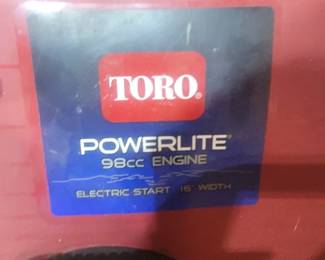 TORO®
POWERLITE®
98cc ENGINE
ELECTRIC START 16" WIDTH